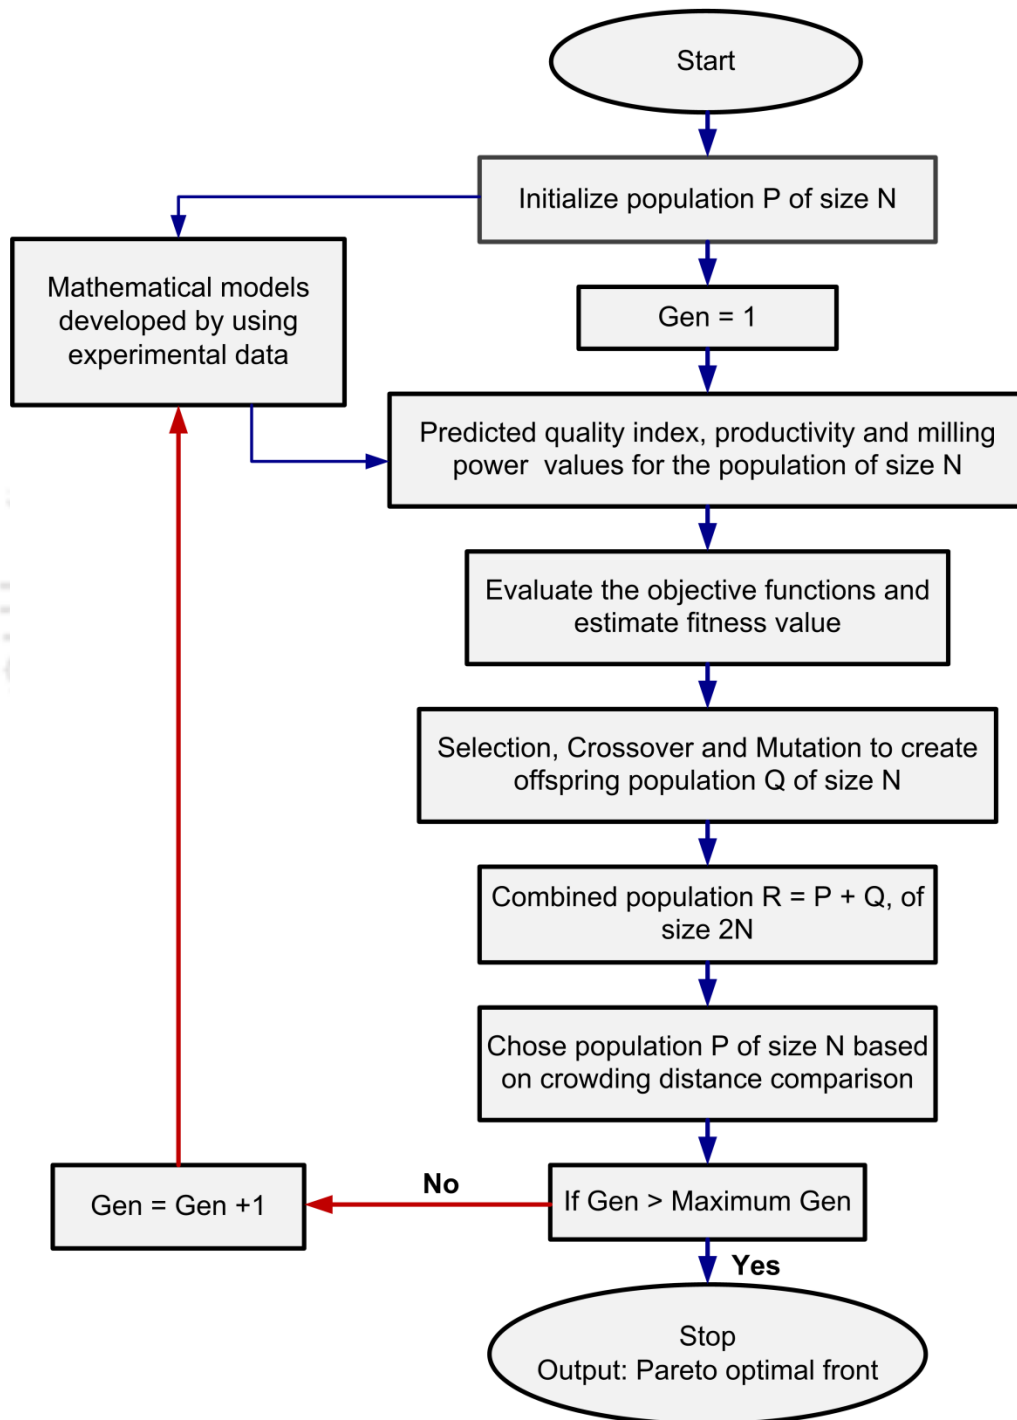 Start
Initialize population P of size N
Mathematical models
developed by using
experimental data
Gen = 1
Predicted quality index, productivity and milling
power values for the population of size N
Evaluate the objective functions and
estimate fitness value
Selection, Crossover and Mutation to create
offspring population Q of size N
Combined population R = P + Q, of
size 2N
Chose population P of size N based
on crowding distance comparison
If Gen > Maximum Gen
No
Gen = Gen +1
Yes
Stop
Output: Pareto optimal front